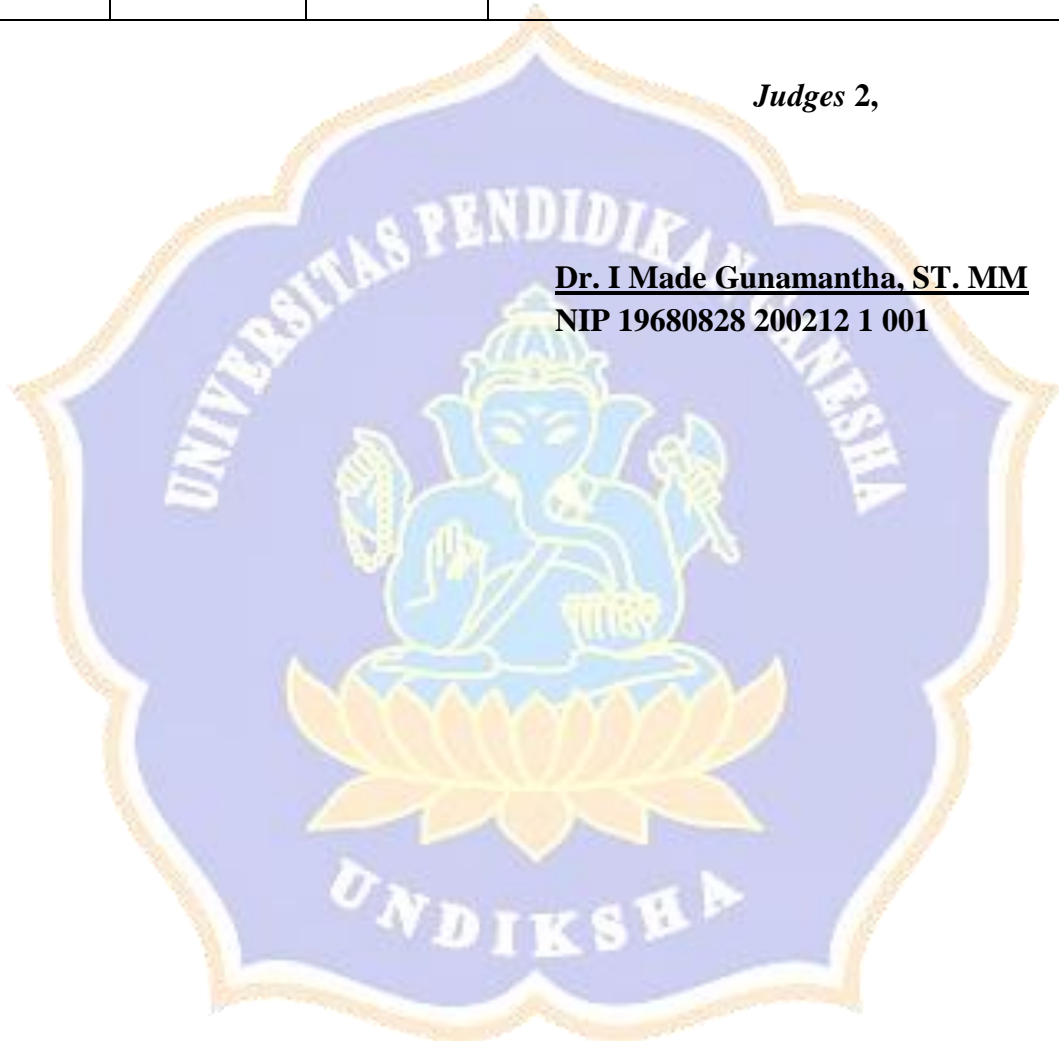 Judges 2,
UNIVERSITAS PENDIDIKAN GANESHA
Dr. I Made Gunamantha, ST. MM
NIP 19680828 200212 1 001
UNDIKSHA